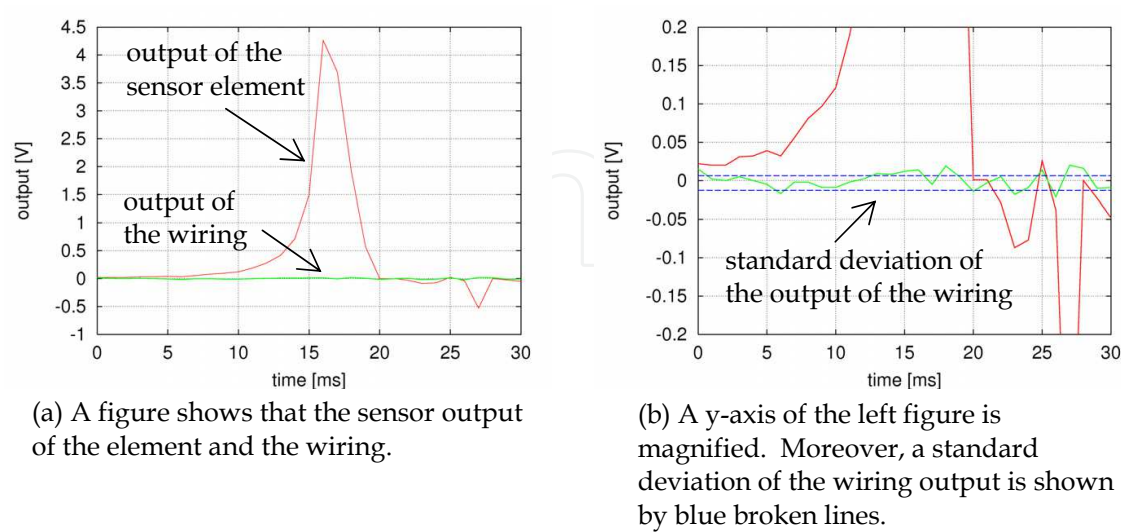 4.5
4
3.5
3
2.5
2
1.5
1
0.5
0
-0.5
-1
output [V]
output of the
sensor element
output of
the wiring
0 5 10 15 20 25 30
time [ms]
(a) A figure shows that the sensor output
of the element and the wiring.
0.2
0.15
0.1
0.05
0
-0.05
-0.1
-0.15
-0.2
output [V]
standard deviation of
the output of the wiring
0 5 10 15 20 25 30
time [ms]
(b) A y-axis of the left figure is
magnified. Moreover, a standard
deviation of the wiring output is shown
by blue broken lines.